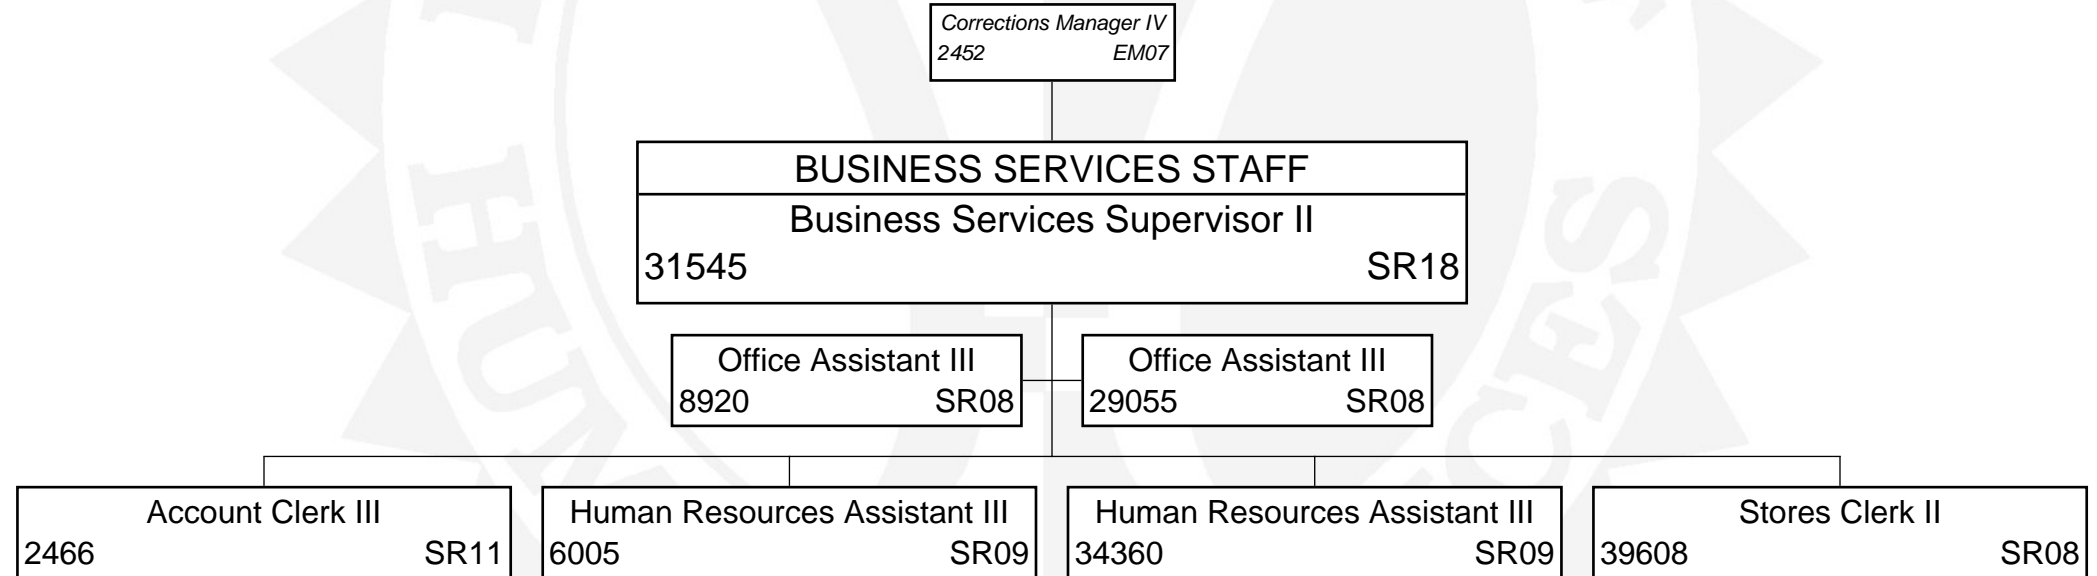 Corrections Manager IV
2452 EM07
BUSINESS SERVICES STAFF
Business Services Supervisor II
31545 SR18
Office Assistant III
8920 SR08
Office Assistant III
29055 SR08
Account Clerk III
2466 SR11
Human Resources Assistant III
6005 SR09
Human Resources Assistant III
34360 SR09
Stores Clerk II
39608 SR08